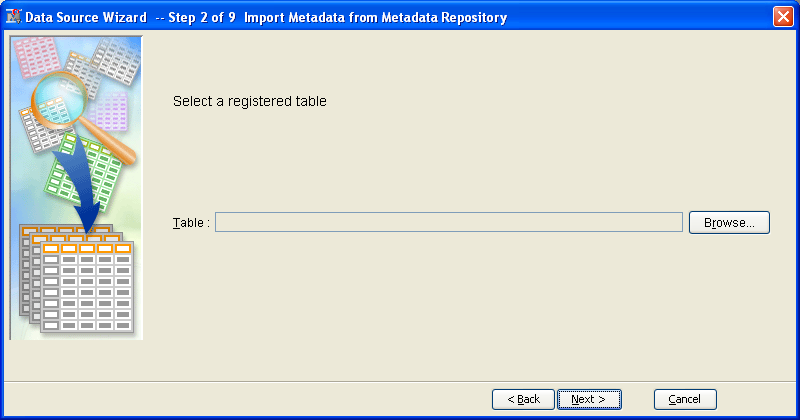 Data Source Wizard -- Step 2 of 9 Import Metadata from Metadata Repository
Select a registered table
Table :
Browse...
< Back
Next >
Cancel